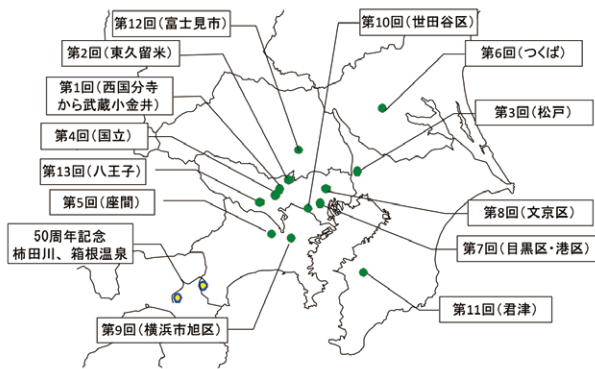 第12回(富士見市)
第2回(東久留米)
第1回(西国分寺
から武蔵小金井)
第4回(国立)
第13回(八王子)
第5回(座間)
50周年記念
柿田川、箱根温泉
第9回(横浜市旭区)
第10回(世田谷区)
第6回(つくば)
第3回(松戸)
第8回(文京区)
第7回(目黒区・港区)
第11回(君津)